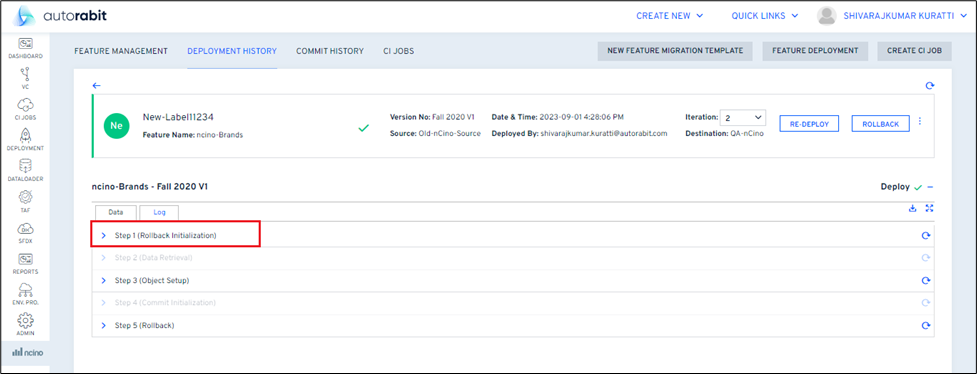 autorabit
CREATE NEW
QUICK LINKS
SHIVARAJKUMAR KURATTI
DASHBOARD
VC
CI JOBS
DEPLOYMENT
DATALOADER
TAF
DH
SFDX
REPORTS
ENV. PRO.
ADMIN
ncino
FEATURE MANAGEMENT
DEPLOYMENT HISTORY
COMMIT HISTORY
CI JOBS
NEW FEATURE MIGRATION TEMPLATE
FEATURE DEPLOYMENT
CREATE CI JOB
Ne
New-Label11234
Feature Name: ncino-Brands
Version No: Fall 2020 V1
Source: Old-nCino-Source
Date & Time: 2023-09-01 4:28:06 PM
Deployed By: shivarajkumar.kuratti@autorabit.com
Iteration: 2
Destination: QA-nCino
RE-DEPLOY
ROLLBACK
ncino-Brands - Fall 2020 V1
Deploy
Data
Log
Step 1 (Rollback Initialization)
Step 2 (Data Retrieval)
Step 3 (Object Setup)
Step 4 (Commit Initialization)
Step 5 (Rollback)